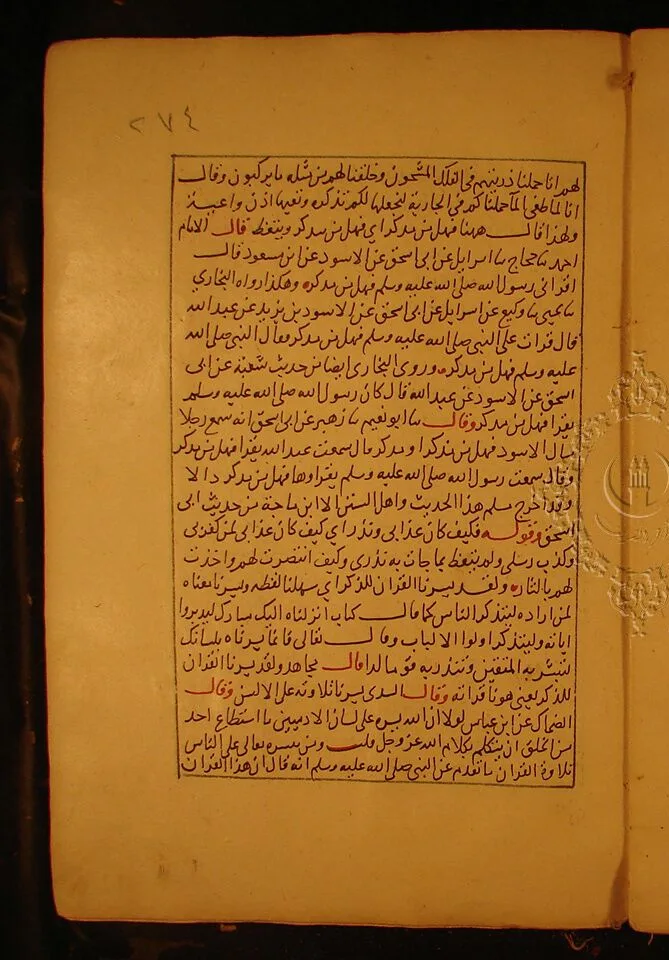 ٢٧٤
لهم انا حملنا ذريتهم في الفلك المشحون وخلقنا لهم من مثله ما يركبون وقال
انا لما طغى الما حملناكم في الجارية لنجعلها لكم تذكرة وتعيها اذن واعية
ولهذا قال ههنا فهل من مدكر اي فهل من مدكر ويتعظ قال الامام
احمد سا حجاج سا اسرايل عن ابي اسحق عن الاسود عن ابن مسعود قال
اقراني رسول الله صلى الله عليه وسلم فهل من مدكر وهكذا رواه البخاري
سا يحيى سا وكيع عن اسرايل عن ابي اسحق عن الاسود بن يزيد عن عبد الله
قال قرات على النبي صلى الله عليه وسلم فهل من مذكر فقال النبي صلى الله
عليه وسلم فهل من مدكر وروى البخاري ايضا من حديث شعبة عن ابي
اسحق عن الاسود عن عبد الله قال كان رسول الله صلى الله عليه وسلم
يقرا فهل من مدكر وقال سا ابو نعيم سا زهير عن ابي اسحق انه سمع رجلا
سال الاسود فهل من مذكر او مدكر قال سمعت عبد الله يقرا فهل من مدكر
وقال سمعت رسول الله صلى الله عليه وسلم يقراوها فهل من مدكر دالا
وقد اخرج مسلم هذا الحديث واهل السنن الا ابن ماجة من حديث ابي
اسحق وقوله فكيف كان عذابي ونذر اي كيف كان عذابي لمن كفر بي
وكذب رسلي ولم يتعظ بما جات به نذري وكيف انتصرت لهم واخذت
لهم بالثار ولقد يسرنا القران للذكر اي سهلنا لفظه ويسرنا معناه
لمن اراده ليتذكر الناس كما قال كتاب انزلناه اليك مبارك ليدبروا
اياته وليتذكر اولوا الالباب وقال تعالى فانما يسرناه بلسانك
لتبشر به المتقين وتنذر به قوما لدا قال مجاهد ولقد يسرنا القران
للذكر يعني هونا قراته وقال السدي يسرنا تلاوته على الالسن وقال
الضحاك عن ابن عباس لولا ان الله يسره على لسان الادميين ما استطاع احد
من الخلق ان يتكلم بكلام الله عز وجل قلت ومن يسره تعالى على الناس
تلاوة القران ما تقدم عن النبي صلى الله عليه وسلم انه قال ان هذا القران